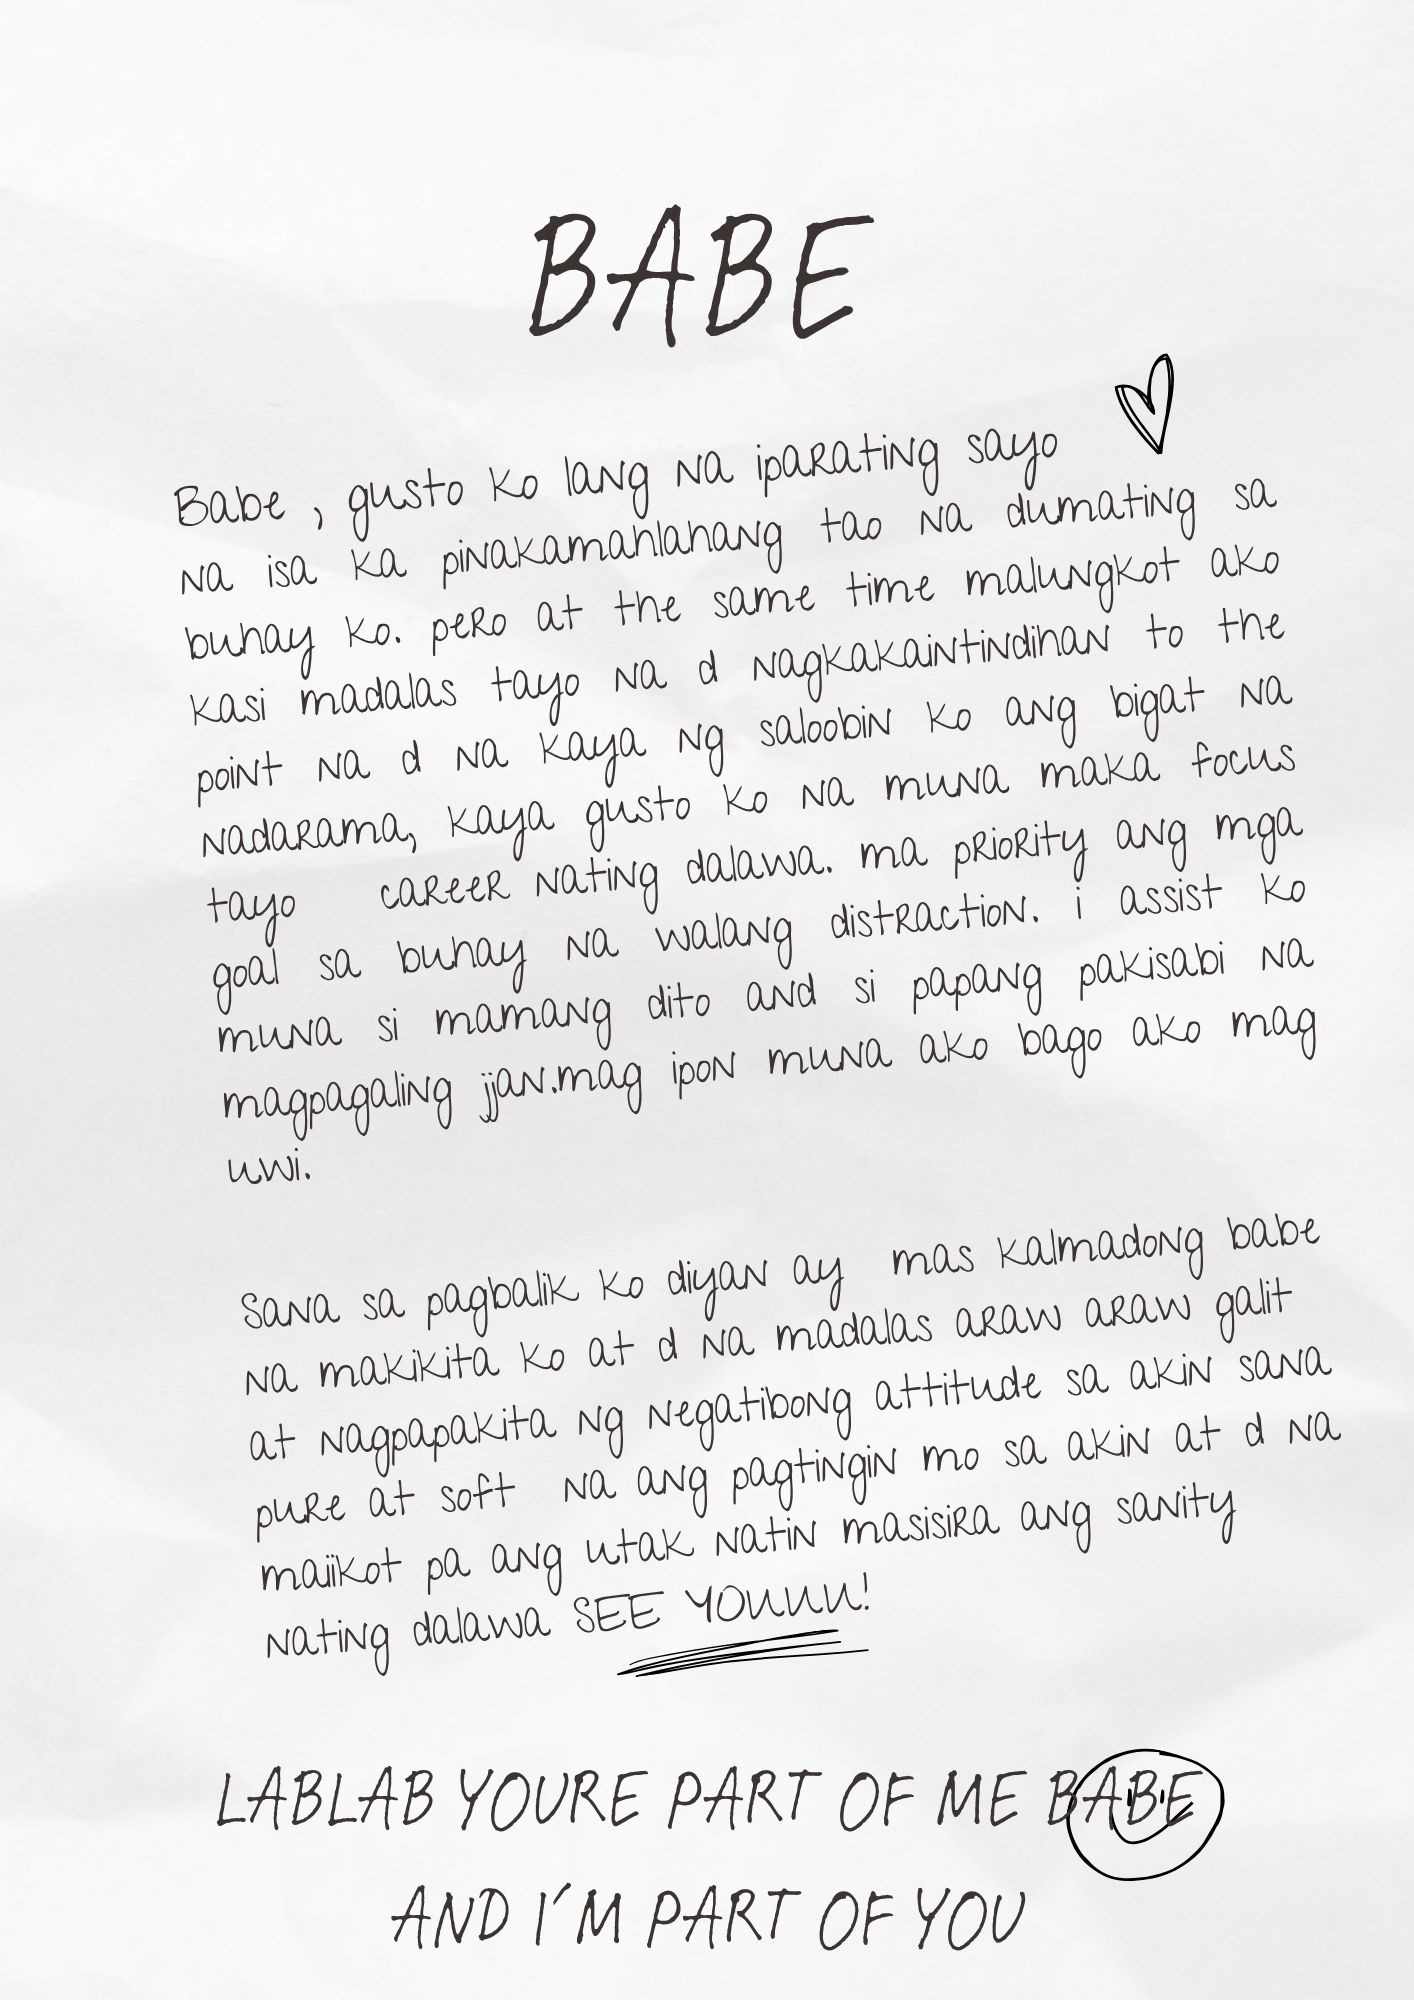 BABE
Babe , gusto ko lang na iparating sayo
na isa ka pinakamahlahang tao na dumating sa
buhay ko. pero at the same time malungkot ako
kasi madalas tayo na d nagkakaintindihan to the
point na d na kaya ng saloobin ko ang bigat na
nadarama, kaya gusto ko na muna maka focus
tayo career nating dalawa. ma priority ang mga
goal sa buhay na walang distraction. i assist ko
muna si mamang dito and si papang pakisabi na
magpagaling jjan.mag ipon muna ako bago ako mag
uwi.
Sana sa pagbalik ko diyan ay mas kalmadong babe
na makikita ko at d na madalas araw araw galit
at nagpapakita ng negatibong attitude sa akin sana
pure at soft na ang pagtingin mo sa akin at d na
maiikot pa ang utak natin masisira ang sanity
nating dalawa SEE YOUUU!
LABLAB YOURE PART OF ME BABE
AND I´M PART OF YOU